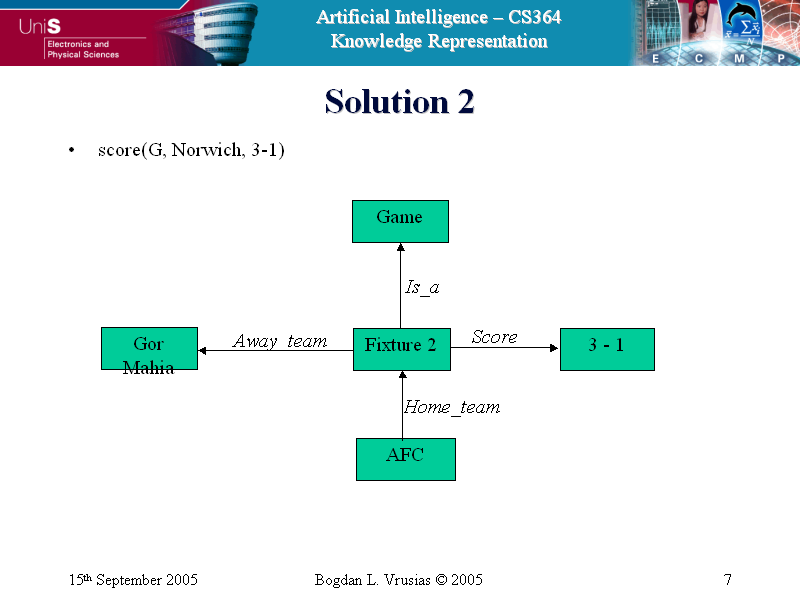 UniS
Electronics and
Physical Sciences
Artificial Intelligence – CS364
Knowledge Representation
E C M P
Solution 2
• score(G, Norwich, 3-1)
Game
Is_a
Gor
Mahia
Away_team
Fixture 2
Score
3 - 1
Home_team
AFC
15th September 2005
Bogdan L. Vrusias © 2005
7